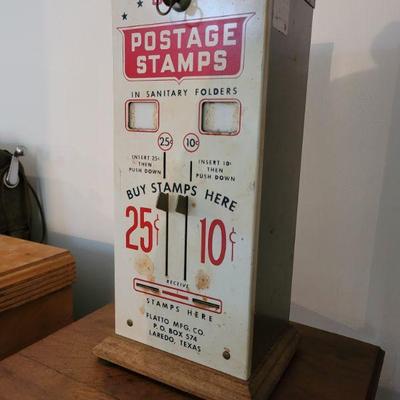 POSTAGE
STAMPS
IN SANITARY FOLDERS
25¢ 10¢
INSERT 25¢ INSERT 10¢
THEN THEN
PUSH DOWN PUSH DOWN
BUY STAMPS HERE
25¢ 10¢
RECEIVE
STAMPS HERE
FLATTO MFG. CO.
P.O. BOX 574
LAREDO, TEXAS